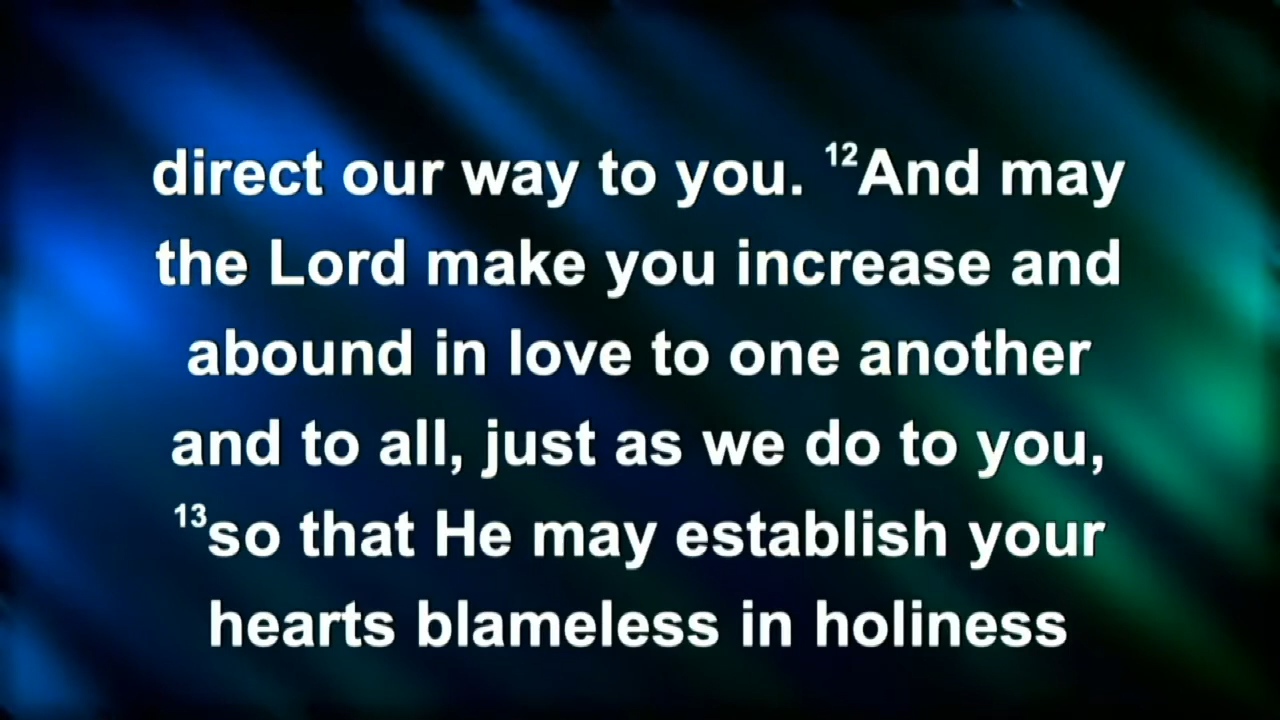 direct our way to you. ¹²And may
the Lord make you increase and
abound in love to one another
and to all, just as we do to you,
¹³so that He may establish your
hearts blameless in holiness